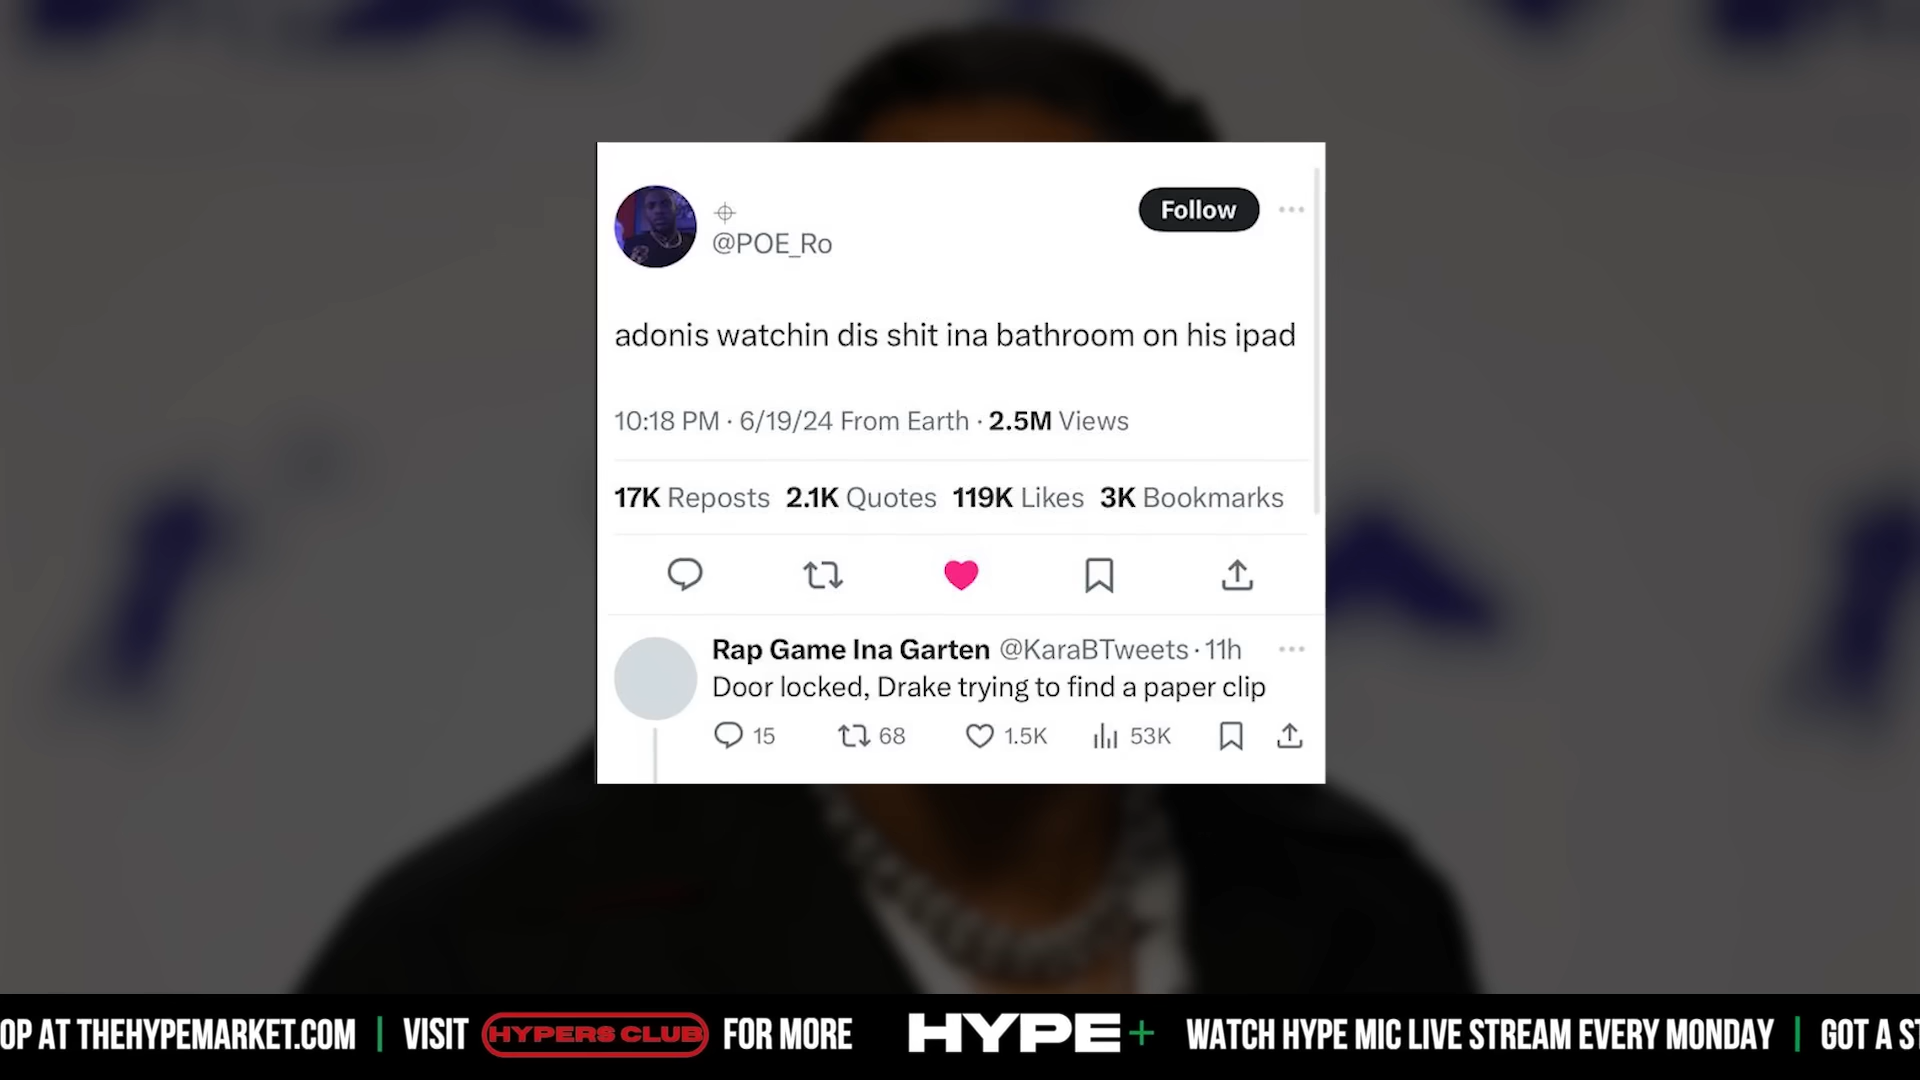 @POE_Ro
Follow
adonis watchin dis shit ina bathroom on his ipad
10:18 PM · 6/19/24 From Earth · 2.5M Views
17K Reposts 2.1K Quotes 119K Likes 3K Bookmarks
Rap Game Ina Garten @KaraBTweets · 11h
Door locked, Drake trying to find a paper clip
15 68 1.5K 53K
OP AT THEHYPEMARKET.COM | VISIT HYPERS CLUB FOR MORE HYPE+ WATCH HYPE MIC LIVE STREAM EVERY MONDAY | GOT A ST